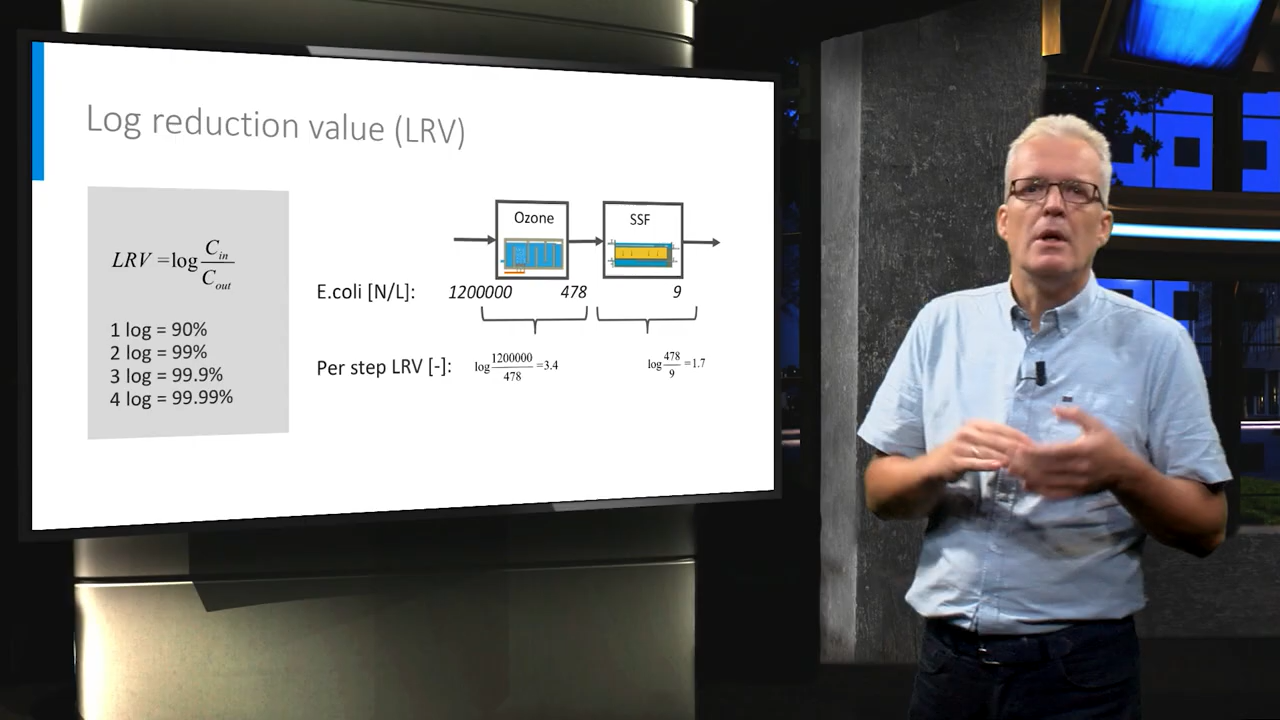 Log reduction value (LRV)
LRV = log C_in / C_out
1 log = 90%
2 log = 99%
3 log = 99.9%
4 log = 99.99%
Ozone
SSF
E.coli [N/L]: 1200000 478 9
Per step LRV [-]: log 1200000/478 = 3.4 log 478/9 = 1.7